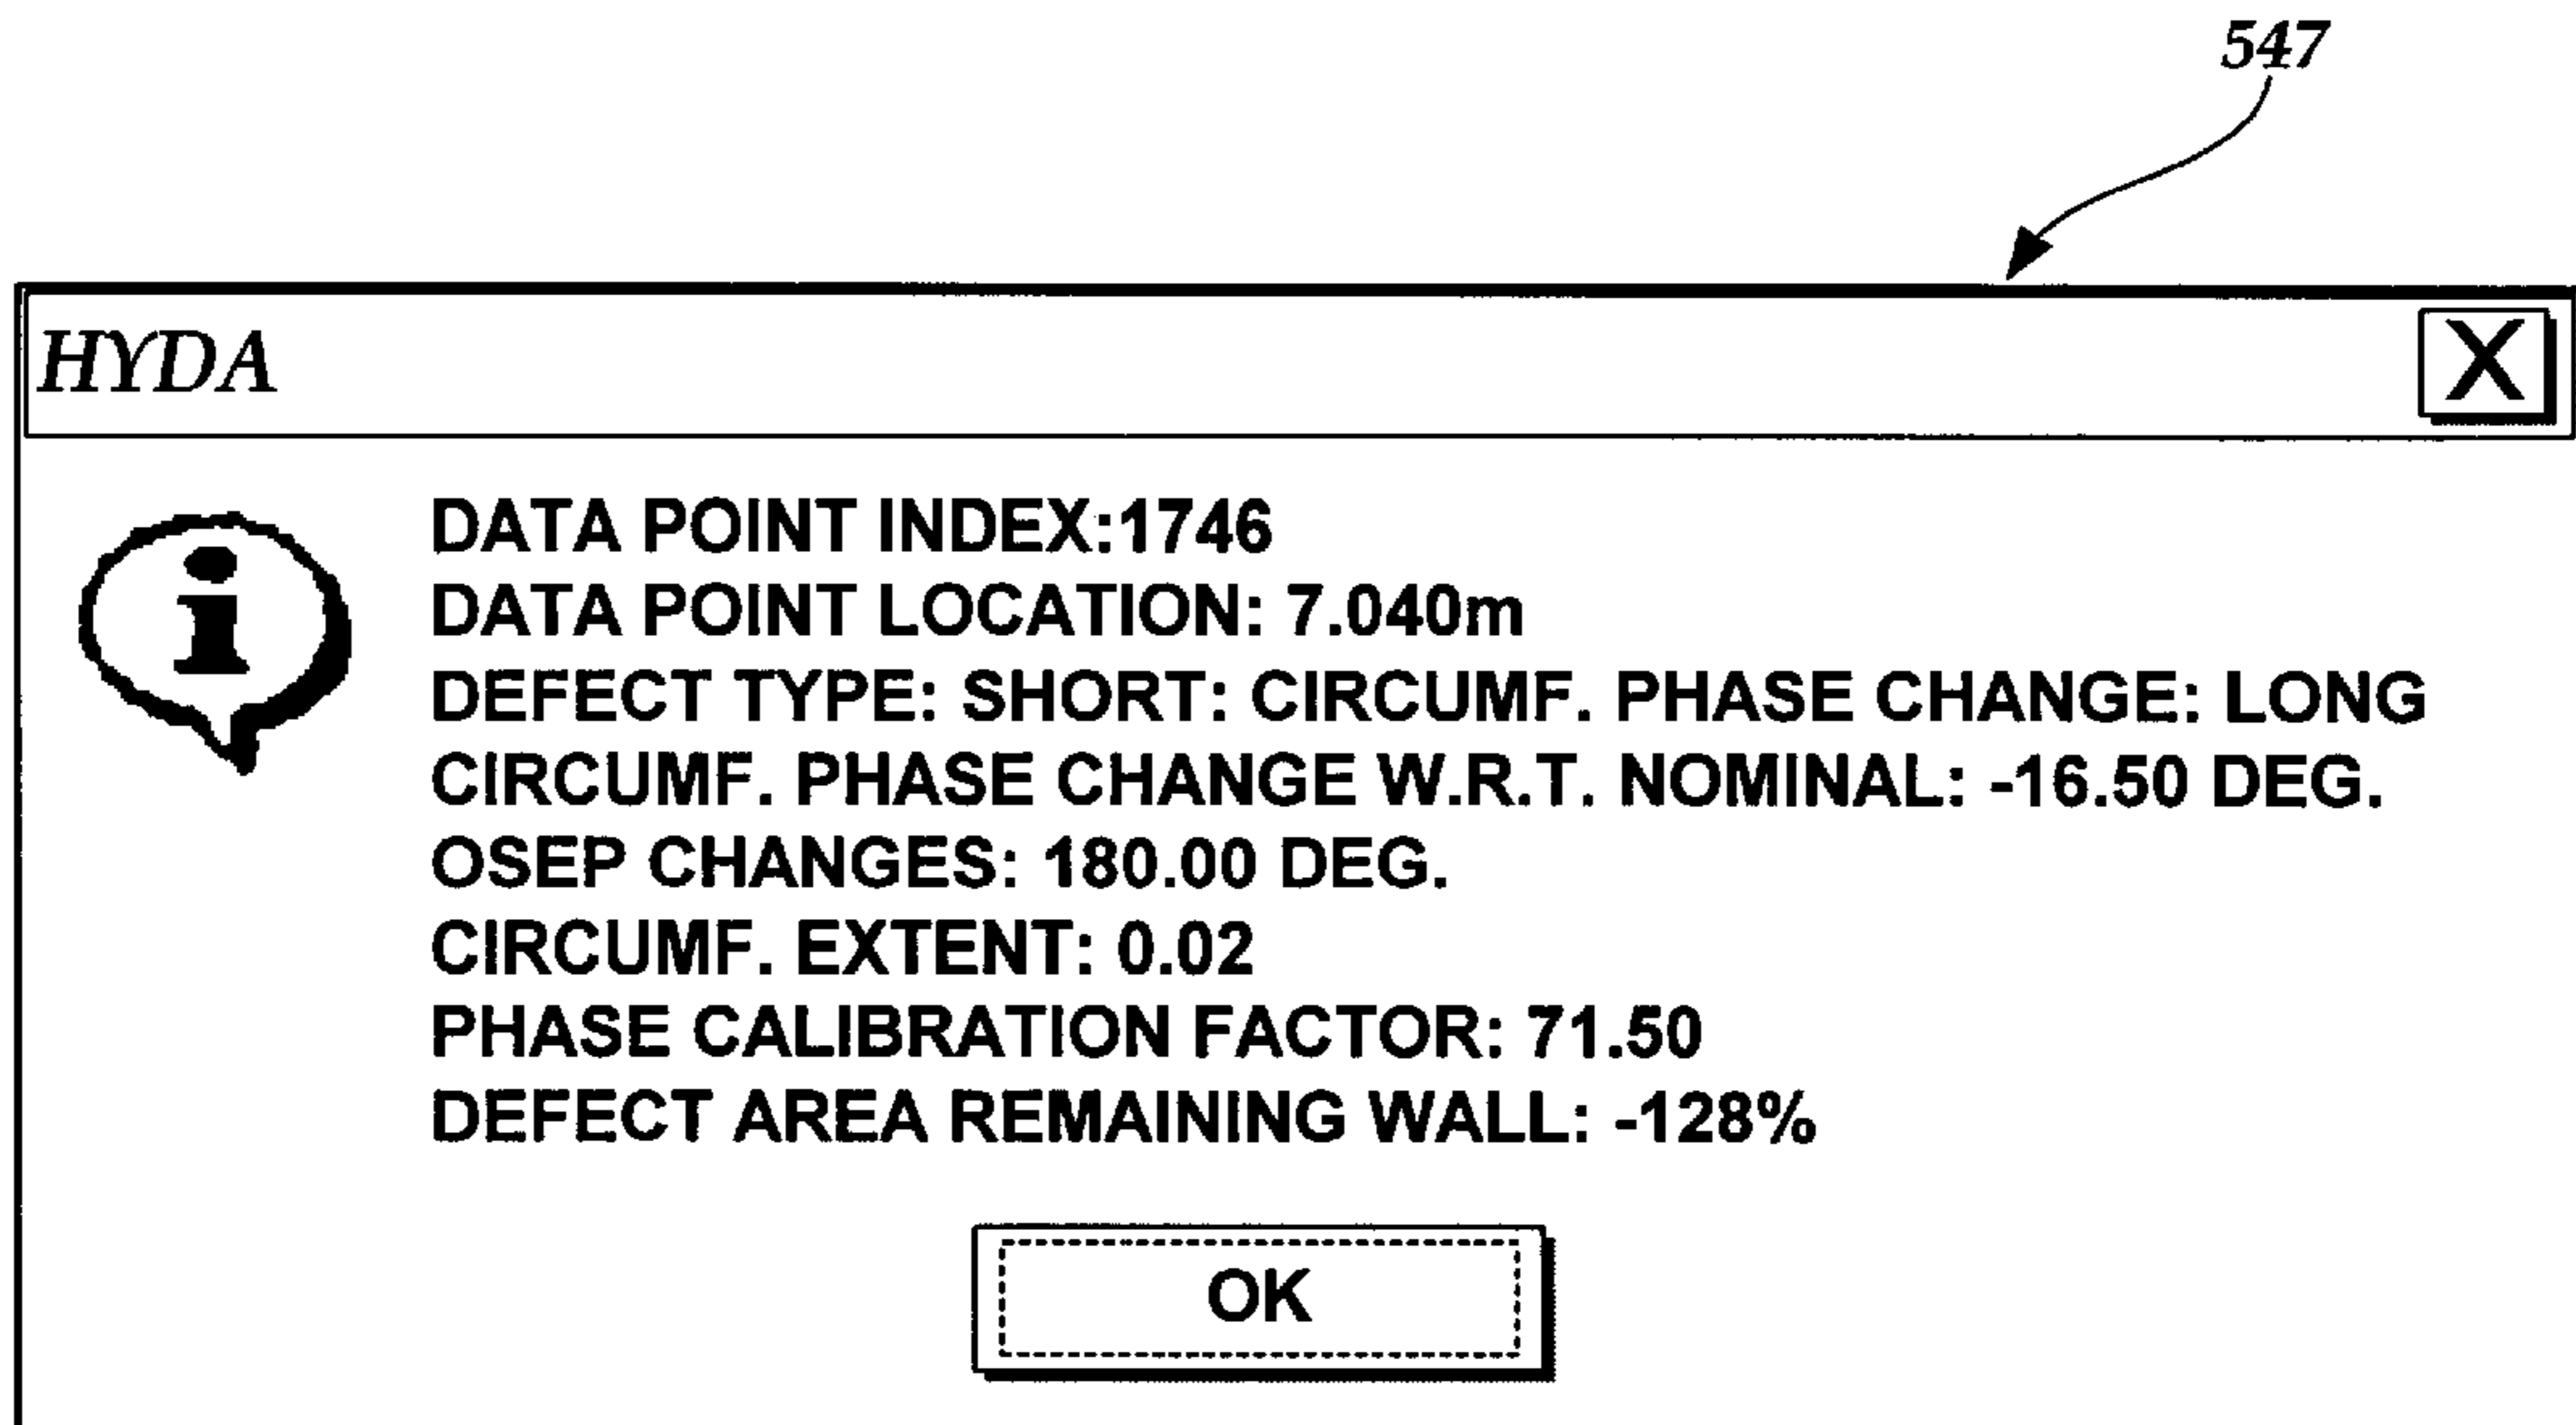 547
HYDA X
i
DATA POINT INDEX:1746
DATA POINT LOCATION: 7.040m
DEFECT TYPE: SHORT: CIRCUMF. PHASE CHANGE: LONG
CIRCUMF. PHASE CHANGE W.R.T. NOMINAL: -16.50 DEG.
OSEP CHANGES: 180.00 DEG.
CIRCUMF. EXTENT: 0.02
PHASE CALIBRATION FACTOR: 71.50
DEFECT AREA REMAINING WALL: -128%
OK